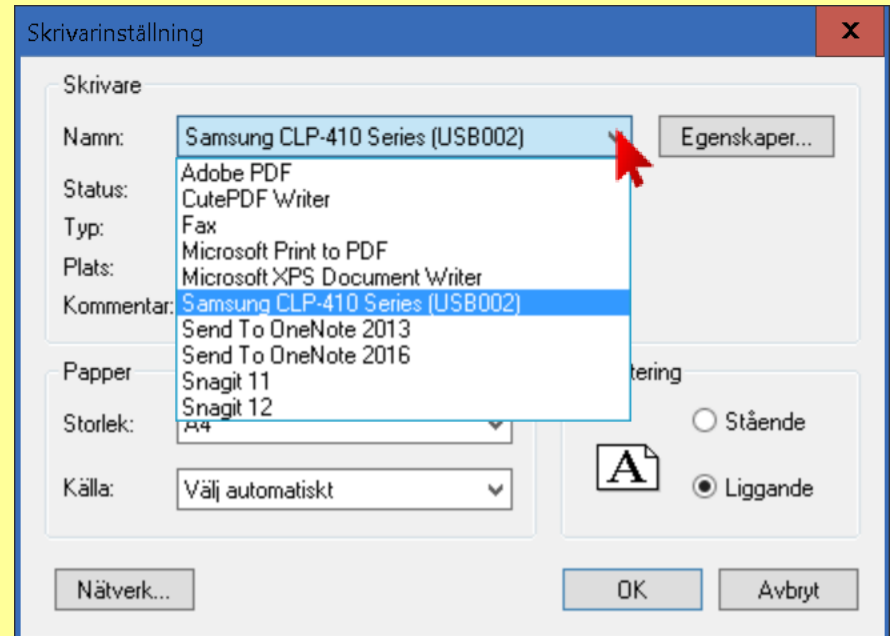 Skrivarinställning
X
Skrivare
Namn: Samsung CLP-410 Series (USB002) Egenskaper...
Adobe PDF
Status: CutePDF Writer
Typ: Fax
Microsoft Print to PDF
Plats: Microsoft XPS Document Writer
Kommentar: Samsung CLP-410 Series (USB002)
Send To OneNote 2013
Send To OneNote 2016
Papper Snagit 11 tering
Snagit 12
Storlek: A4 Stående
A
Källa: Välj automatiskt Liggande
Nätverk... OK Avbryt